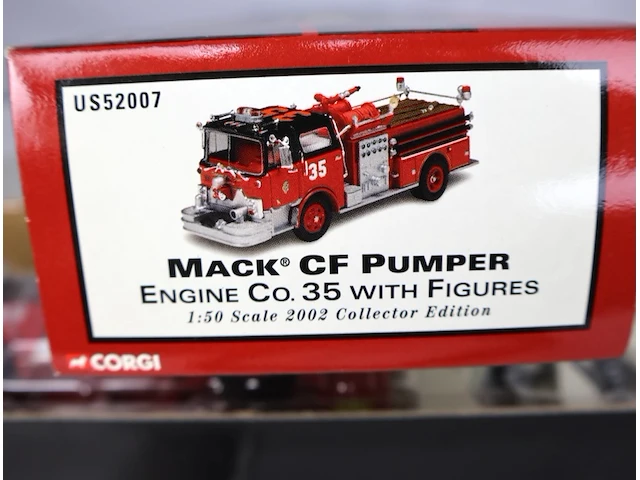 US52007
35
MACK® CF PUMPER
ENGINE CO. 35 WITH FIGURES
1:50 Scale 2002 Collector Edition
CORGI